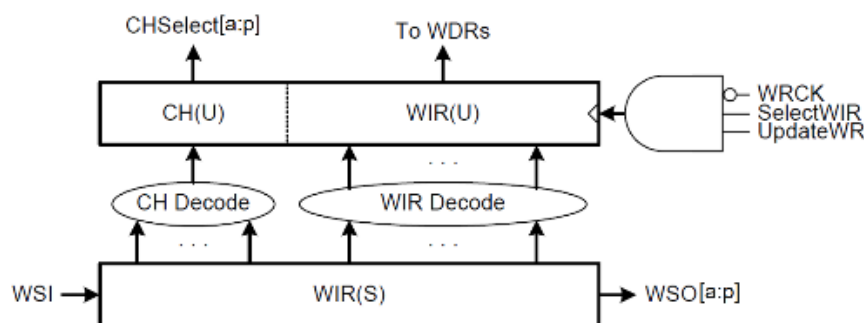 CHSelect[a:p]
To WDRs
CH(U)
WIR(U)
WRCK
SelectWIR
UpdateWR
. . .
CH Decode
WIR Decode
. . .
. . .
WSI
WIR(S)
WSO[a:p]